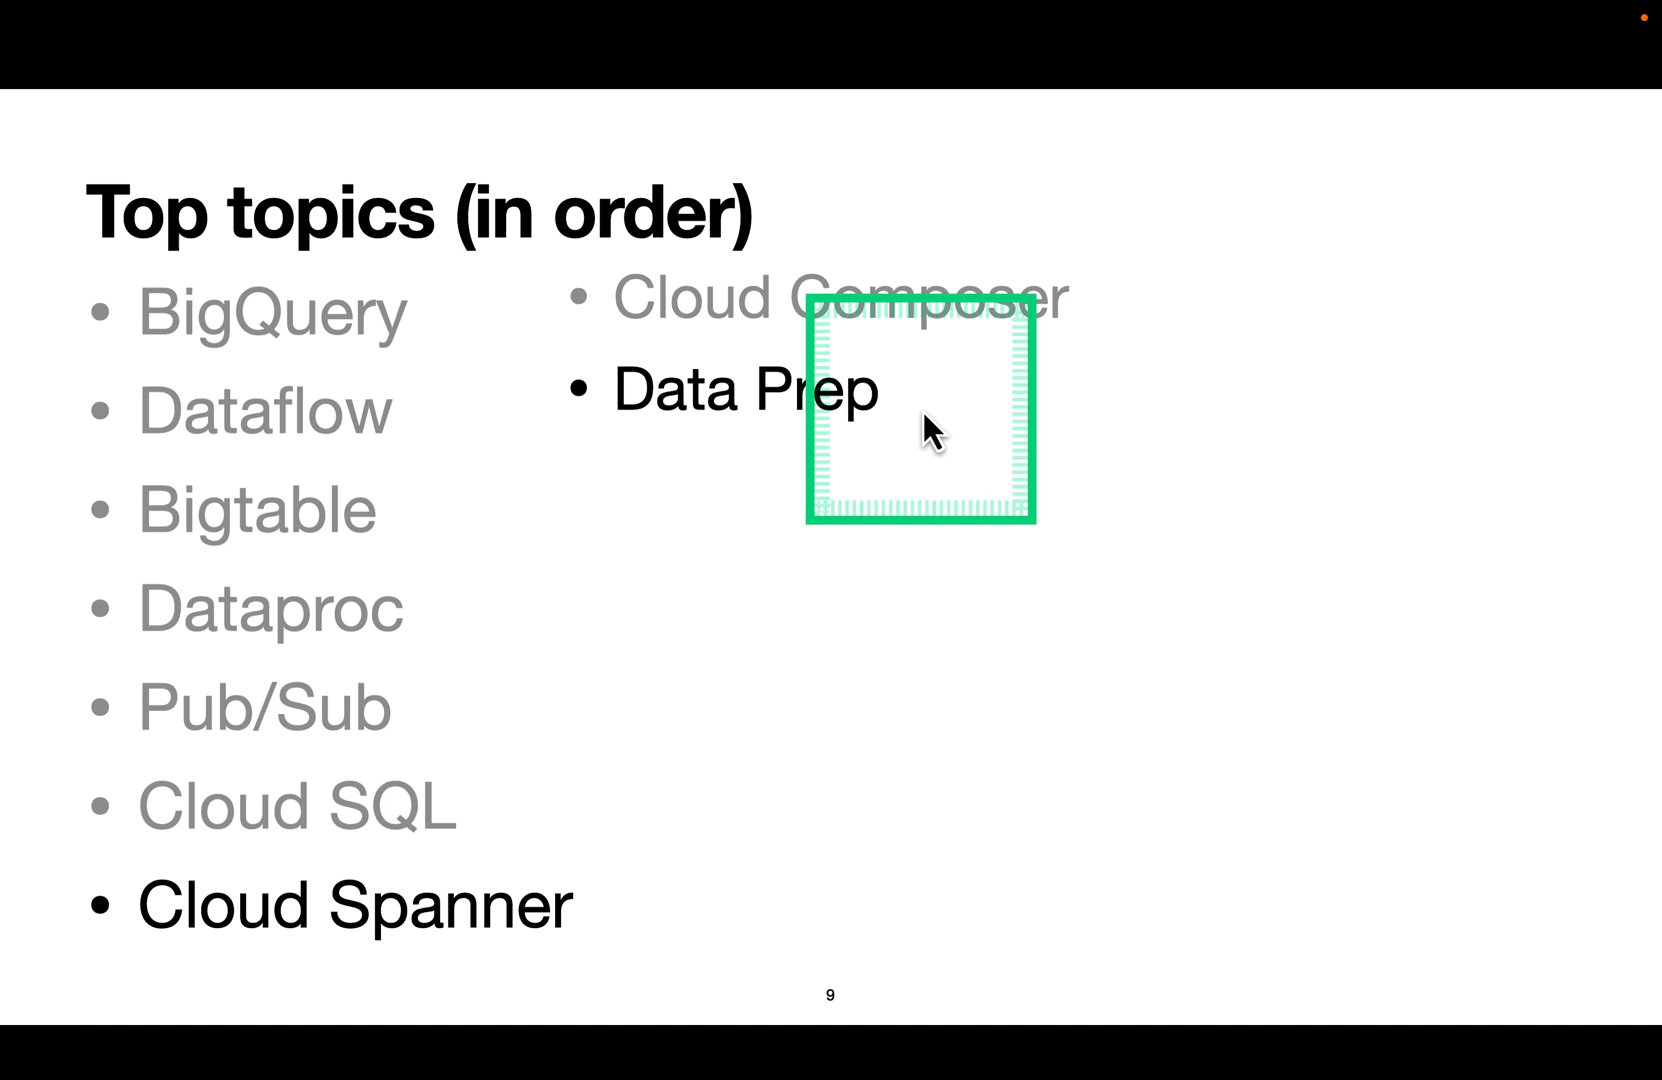 Top topics (in order)
• BigQuery
• Dataflow
• Bigtable
• Dataproc
• Pub/Sub
• Cloud SQL
• Cloud Spanner
• Cloud Composer
• Data Prep
9